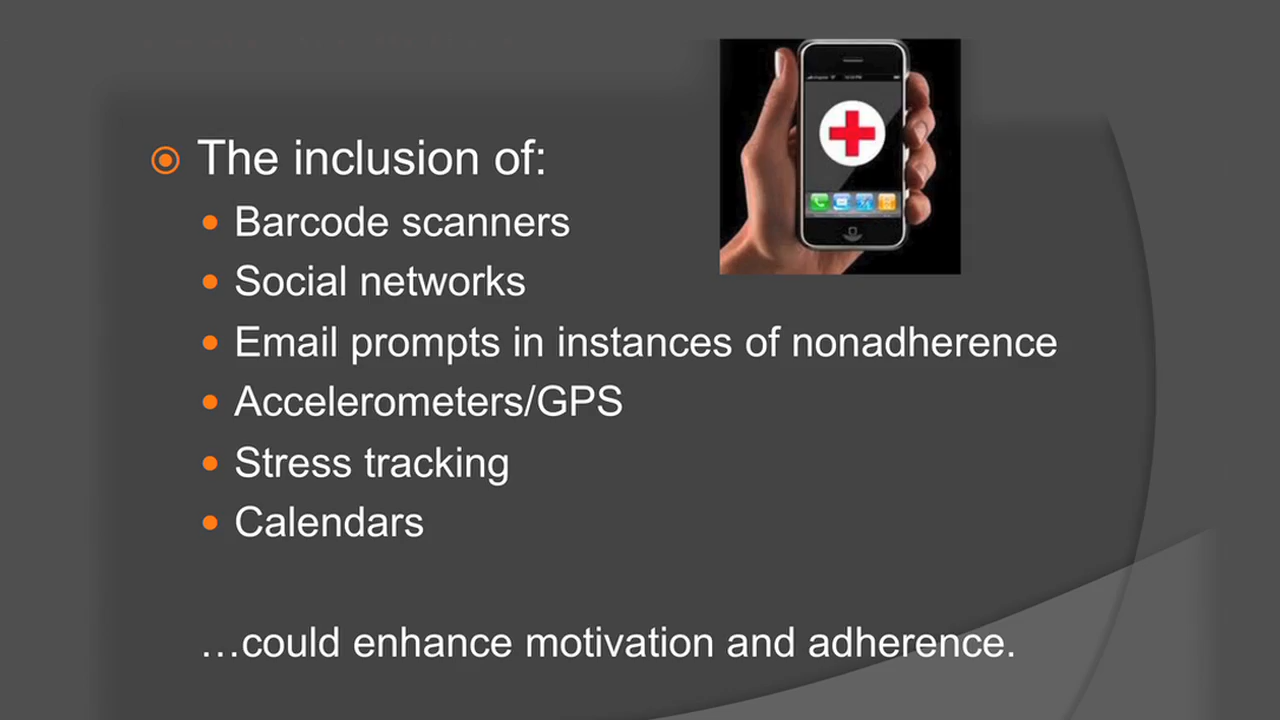 The inclusion of:
Barcode scanners
Social networks
Email prompts in instances of nonadherence
Accelerometers/GPS
Stress tracking
Calendars
…could enhance motivation and adherence.